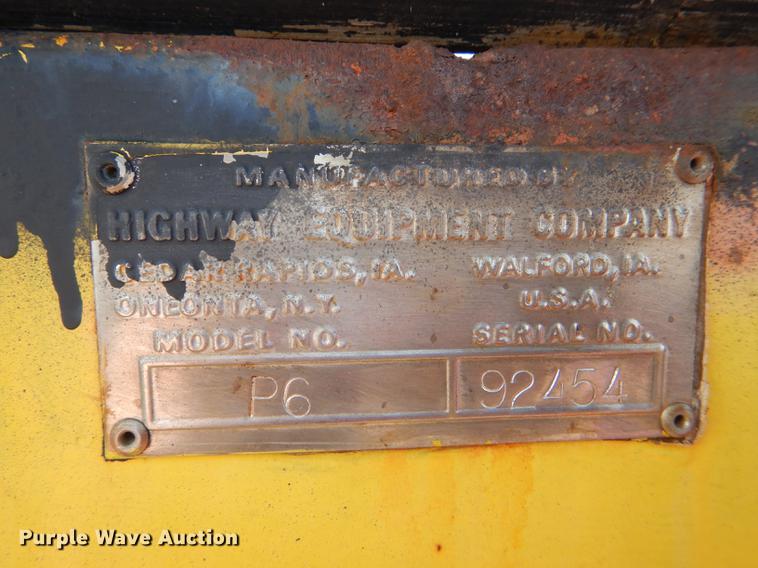 MANUFACTURED BY
HIGHWAY EQUIPMENT COMPANY
CEDAR RAPIDS, IA. WALFORD, IA.
ONEONTA, N.Y. U.S.A.
MODEL NO. SERIAL NO.
P6 92454
Purple Wave Auction